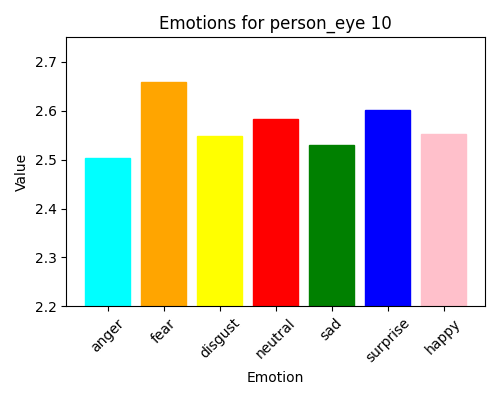 Emotions for person_eye 10
2.7
2.6
2.5
2.4
2.3
2.2
Value
anger
fear
disgust
neutral
sad
surprise
happy
Emotion